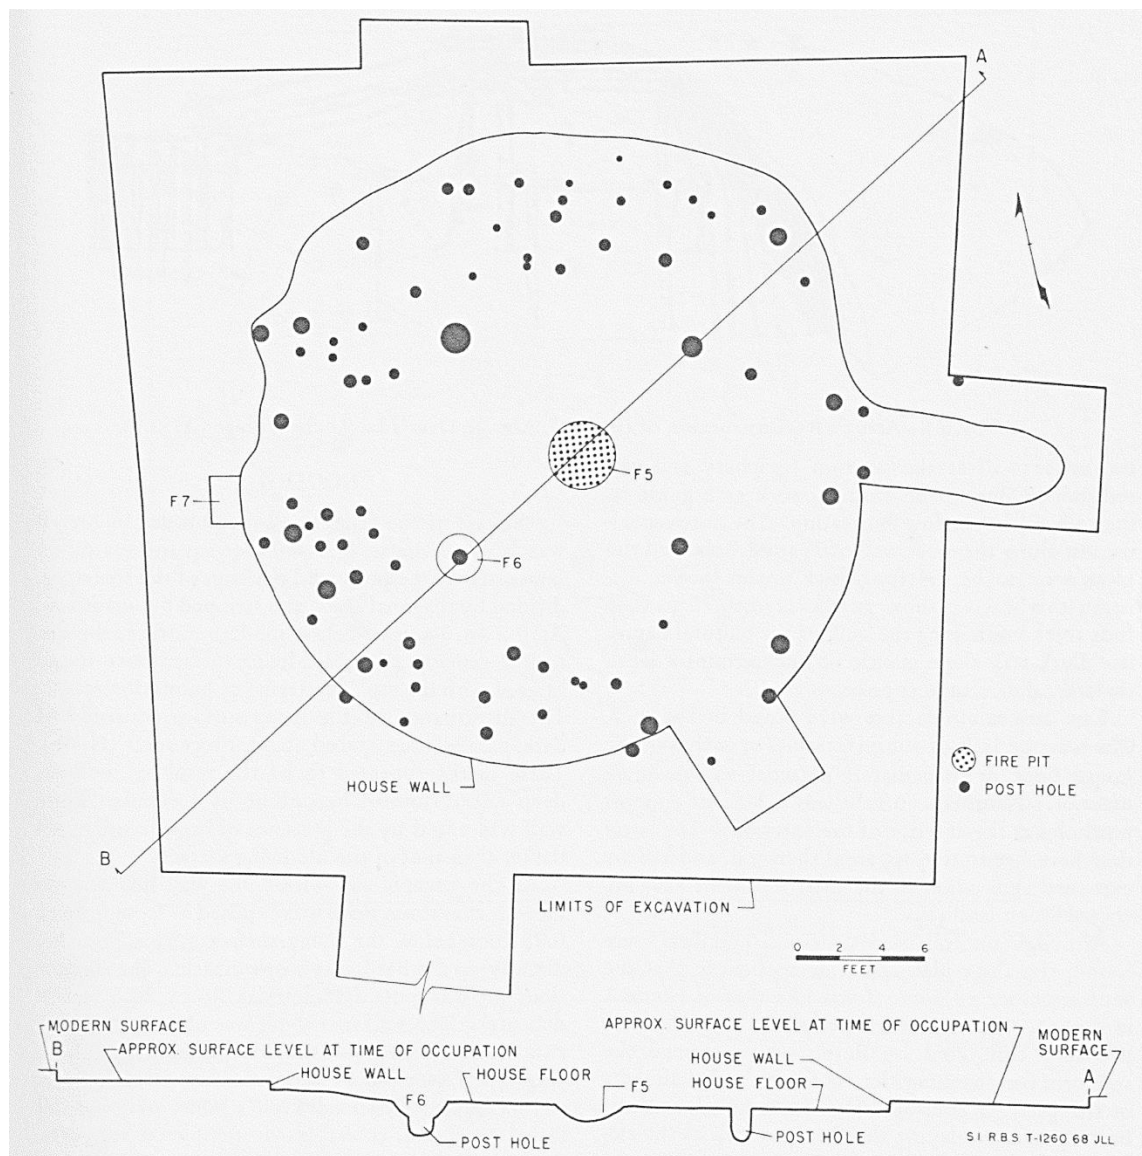 A
F5
F7
F6
HOUSE WALL
FIRE PIT
POST HOLE
B
LIMITS OF EXCAVATION
0 2 4 6
FEET
MODERN SURFACE
B
APPROX. SURFACE LEVEL AT TIME OF OCCUPATION
HOUSE WALL
F6
POST HOLE
HOUSE FLOOR
F5
APPROX. SURFACE LEVEL AT TIME OF OCCUPATION
HOUSE WALL
HOUSE FLOOR
POST HOLE
MODERN
SURFACE
A
SI RBS T-1260 68 JLL